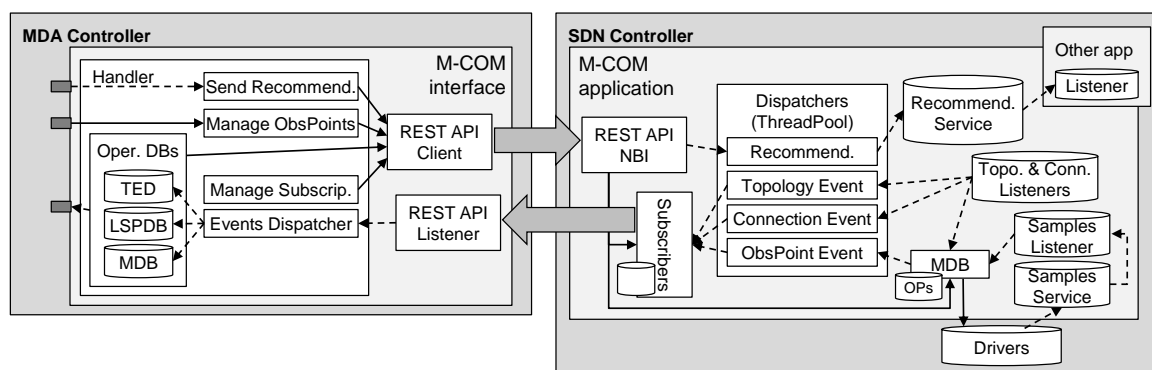 MDA Controller
M-COM
interface
Handler
Send Recommend.
Manage ObsPoints
Oper. DBs
TED
LSPDB
MDB
Manage Subscrip.
Events Dispatcher
REST API
Client
REST API
Listener
SDN Controller
M-COM
application
REST API
NBI
Subscribers
Dispatchers
(ThreadPool)
Recommend.
Topology Event
Connection Event
ObsPoint Event
Recommend.
Service
Other app
Listener
Topo. & Conn.
Listeners
Samples
Listener
MDB
OPs
Samples
Service
Drivers